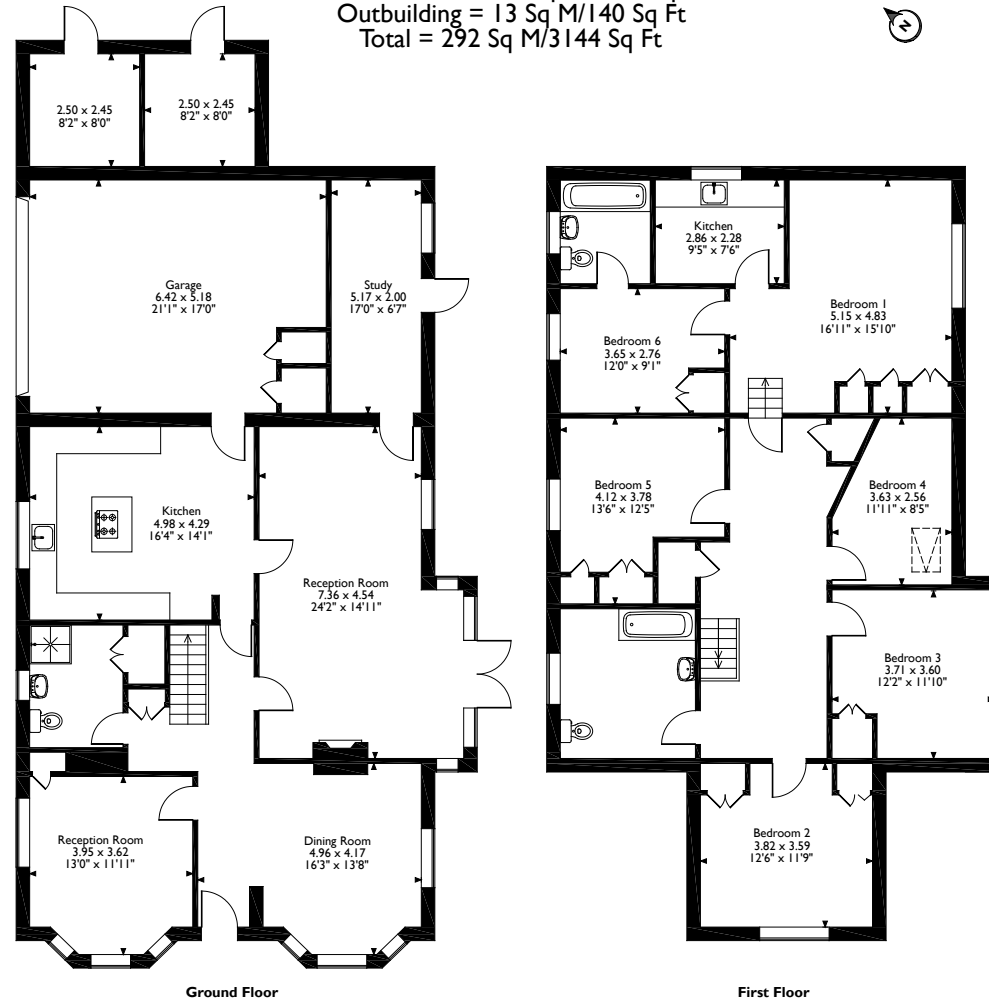 Outbuilding = 13 Sq M/140 Sq Ft
Total = 292 Sq M/3144 Sq Ft
N
2.50 x 2.45
8'2" x 8'0"
2.50 x 2.45
8'2" x 8'0"
Garage
6.42 x 5.18
21'1" x 17'0"
Study
5.17 x 2.00
17'0" x 6'7"
Kitchen
4.98 x 4.29
16'4" x 14'1"
Reception Room
7.36 x 4.54
24'2" x 14'11"
Reception Room
3.95 x 3.62
13'0" x 11'11"
Dining Room
4.96 x 4.17
16'3" x 13'8"
Ground Floor
Kitchen
2.86 x 2.28
9'5" x 7'6"
Bedroom 1
5.15 x 4.83
16'11" x 15'10"
Bedroom 6
3.65 x 2.76
12'0" x 9'1"
Bedroom 5
4.12 x 3.78
13'6" x 12'5"
Bedroom 4
3.63 x 2.56
11'11" x 8'5"
Bedroom 3
3.71 x 3.60
12'2" x 11'10"
Bedroom 2
3.82 x 3.59
12'6" x 11'9"
First Floor